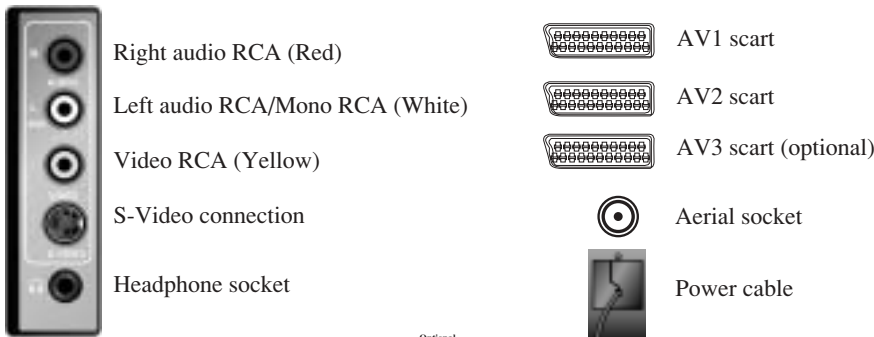 Right audio RCA (Red)
Left audio RCA/Mono RCA (White)
Video RCA (Yellow)
S-Video connection
Headphone socket
AV1 scart
AV2 scart
AV3 scart (optional)
Aerial socket
Power cable